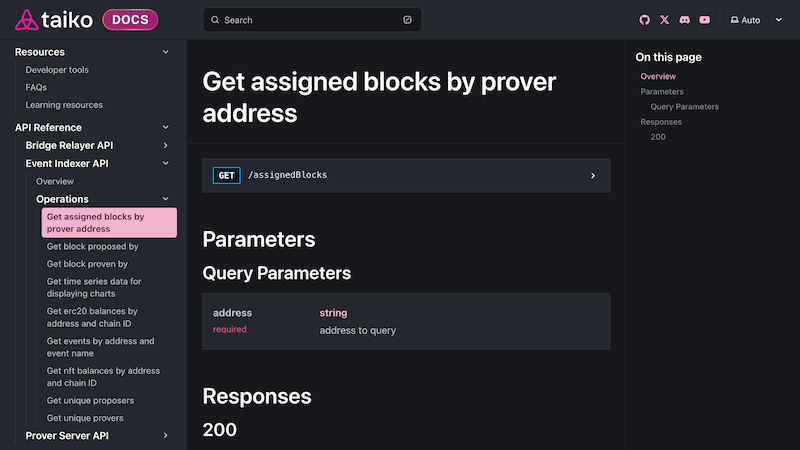 taiko DOCS
Search
Auto
Resources
Developer tools
FAQs
Learning resources
API Reference
Bridge Relayer API
Event Indexer API
Overview
Operations
Get assigned blocks by
prover address
Get block proposed by
Get block proven by
Get time series data for
displaying charts
Get erc20 balances by
address and chain ID
Get events by address and
event name
Get nft balances by address
and chain ID
Get unique proposers
Get unique provers
Prover Server API
Get assigned blocks by prover
address
GET /assignedBlocks
Parameters
Query Parameters
address string
required address to query
Responses
200
On this page
Overview
Parameters
Query Parameters
Responses
200